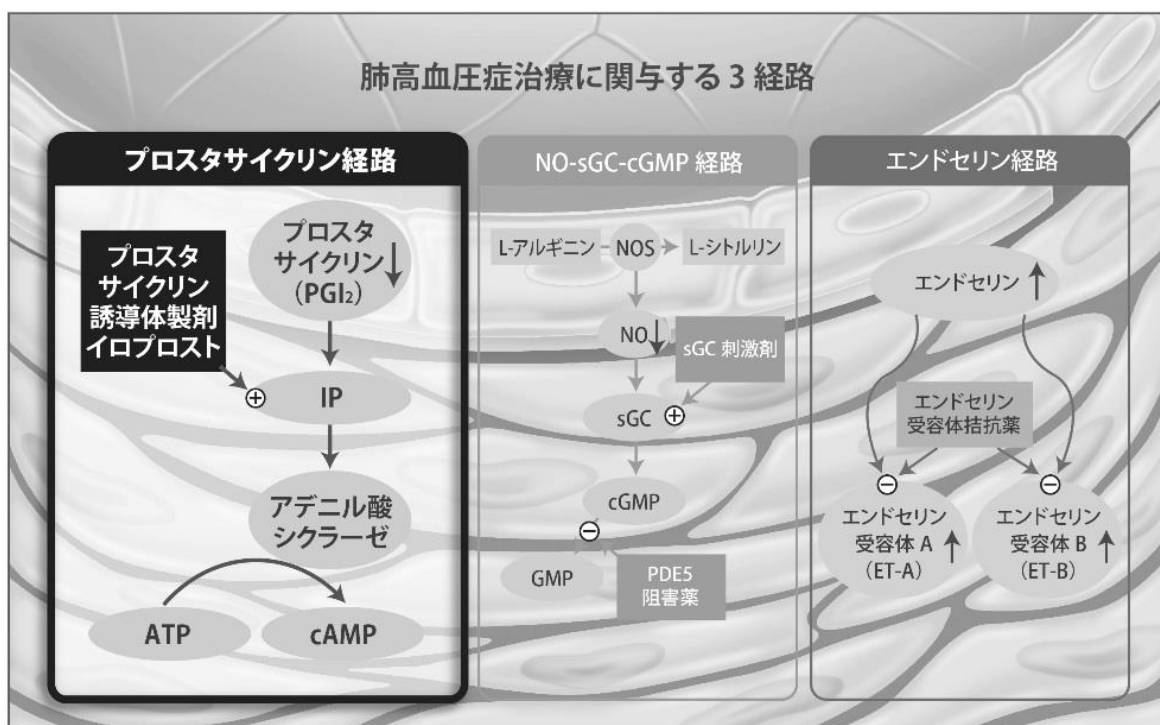 肺高血圧症治療に関与する 3 経路
プロスタサイクリン経路
プロスタ
サイクリン
誘導体製剤
イロプロスト
プロスタ
サイクリン
(PGI₂)
IP
アデニル酸
シクラーゼ
ATP
cAMP
NO-sGC-cGMP 経路
L-アルギニン
NOS
L-シトルリン
NO
sGC 刺激剤
sGC
cGMP
GMP
PDE5
阻害薬
エンドセリン経路
エンドセリン
エンドセリン
受容体拮抗薬
エンドセリン
受容体 A
(ET-A)
エンドセリン
受容体 B
(ET-B)